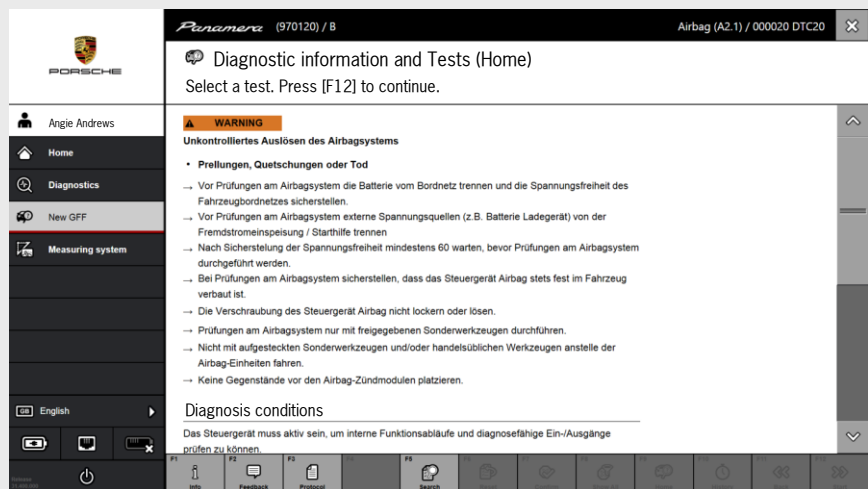 Panamera (970120) / B
Airbag (A2.1) / 000020 DTC20
PORSCHE
Diagnostic information and Tests (Home)
Select a test. Press [F12] to continue.
Angie Andrews
Home
Diagnostics
New GFF
Measuring system
GB English
WARNING
Unkontrolliertes Auslösen des Airbagsystems
• Prellungen, Quetschungen oder Tod
→ Vor Prüfungen am Airbagsystem die Batterie vom Bordnetz trennen und die Spannungsfreiheit des
Fahrzeugbordnetzes sicherstellen.
→ Vor Prüfungen am Airbagsystem externe Spannungsquellen (z.B. Batterie Ladegerät) von der
Fremdstromeinspeisung / Starthilfe trennen
→ Nach Sicherstelung der Spannungsfreiheit mindestens 60 warten, bevor Prüfungen am Airbagsystem
durchgeführt werden.
→ Bei Prüfungen am Airbagsystem sicherstellen, dass das Steuergerät Airbag stets fest im Fahrzeug
verbaut ist.
→ Die Verschraubung des Steuergerät Airbag nicht lockern oder lösen.
→ Prüfungen am Airbagsystem nur mit freigegebenen Sonderwerkzeugen durchführen.
→ Nicht mit aufgesteckten Sonderwerkzeugen und/oder handelsüblichen Werkzeugen anstelle der
Airbag-Einheiten fahren.
→ Keine Gegenstände vor den Airbag-Zündmodulen platzieren.
Diagnosis conditions
Das Steuergerät muss aktiv sein, um interne Funktionsabläufe und diagnosefähige Ein-/Ausgänge
prüfen zu können.
F1 Info
F2 Feedback
F3 Protocol
F5 Search